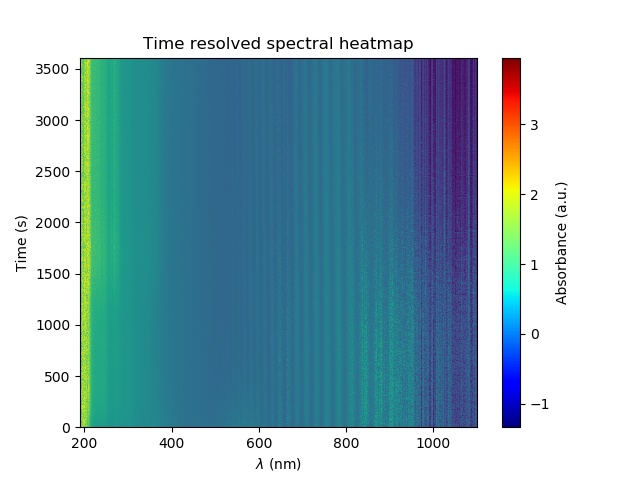 Time resolved spectral heatmap
Time (s)
3500
3000
2500
2000
1500
1000
500
0
200 400 600 800 1000
λ (nm)
3
2
1
0
−1
Absorbance (a.u.)